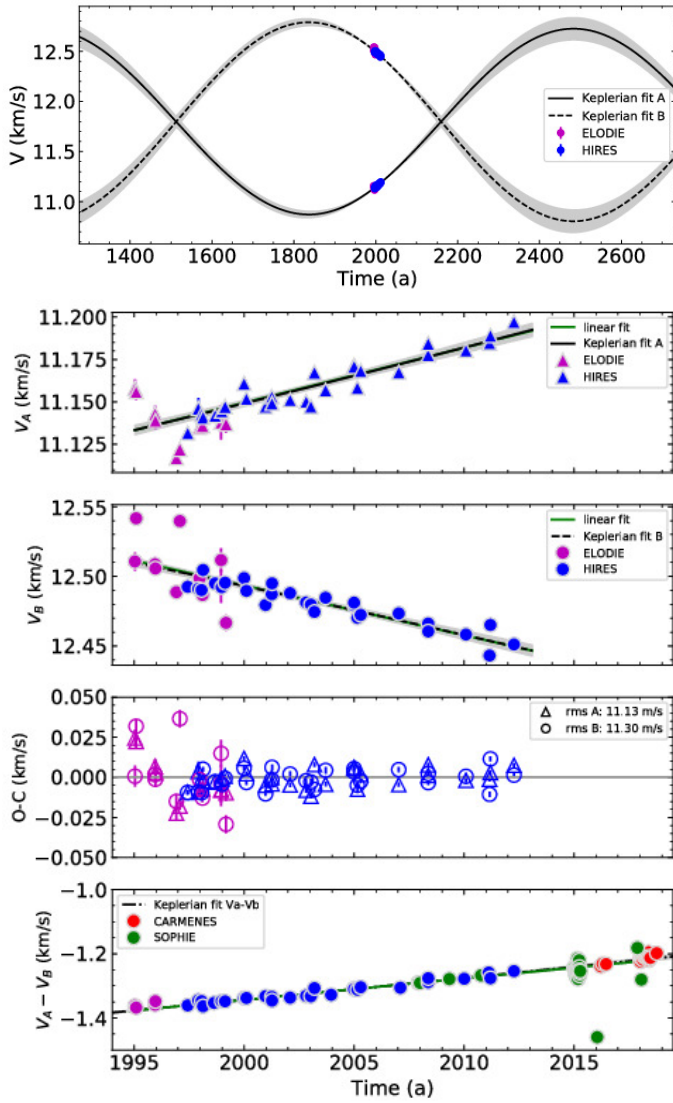 12.5
12.0
11.5
11.0
V (km/s)
Keplerian fit A
Keplerian fit B
ELODIE
HIRES
1400 1600 1800 2000 2200 2400 2600
Time (a)
11.200
11.175
11.150
11.125
V_A (km/s)
linear fit
Keplerian fit A
ELODIE
HIRES
12.55
12.50
12.45
V_B (km/s)
linear fit
Keplerian fit B
ELODIE
HIRES
0.050
0.025
0.000
−0.025
−0.050
O-C (km/s)
rms A: 11.13 m/s
rms B: 11.30 m/s
−1.0
−1.2
−1.4
V_A − V_B (km/s)
Keplerian fit Va-Vb
CARMENES
SOPHIE
1995 2000 2005 2010 2015
Time (a)